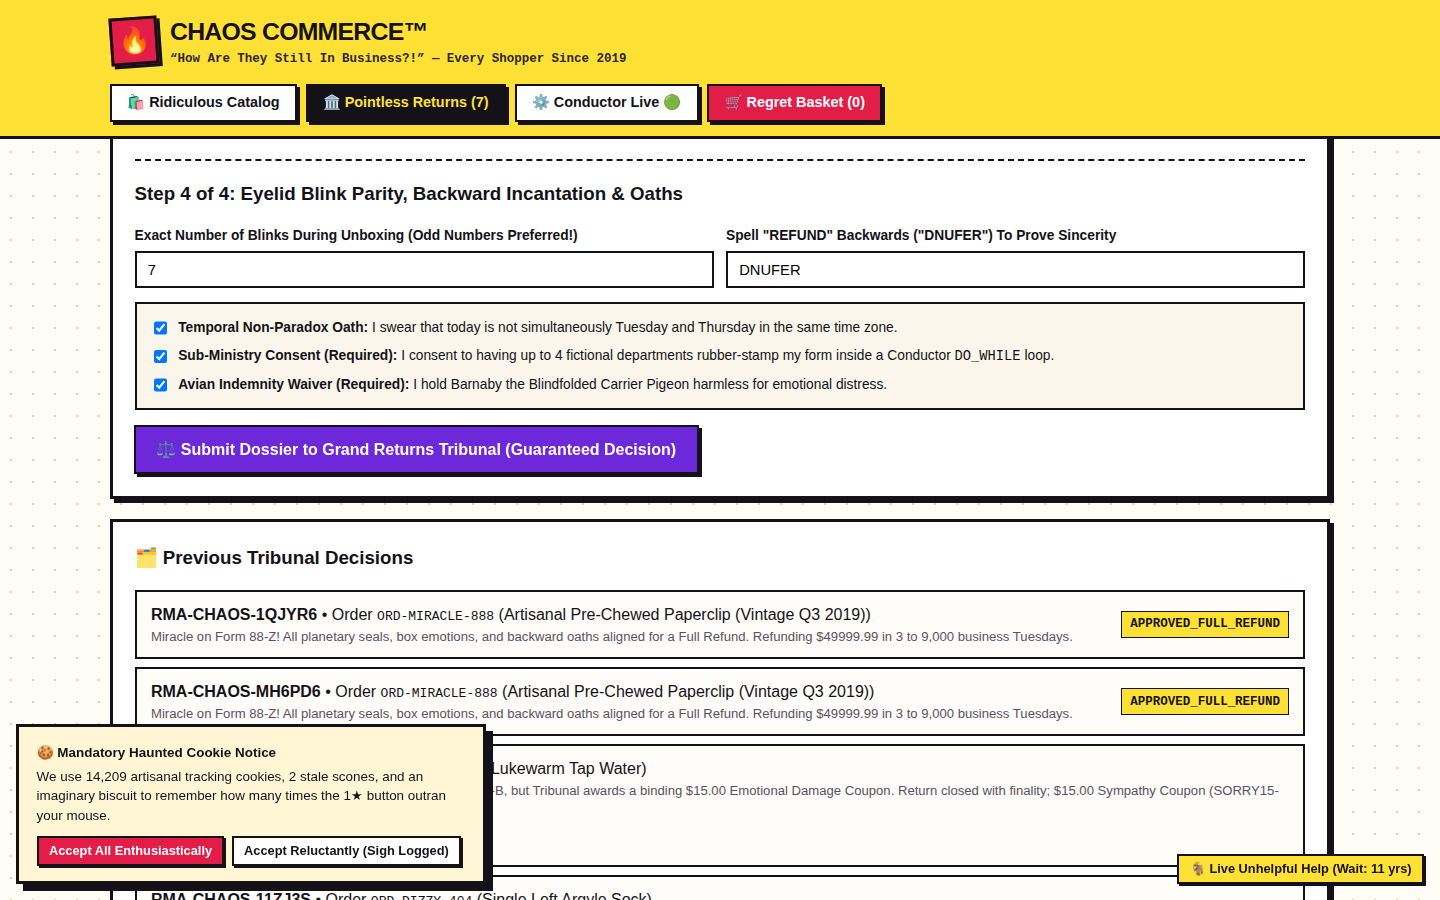 CHAOS COMMERCE™
“How Are They Still In Business?!” — Every Shopper Since 2019
Ridiculous Catalog
Pointless Returns (7)
Conductor Live
Regret Basket (0)
Step 4 of 4: Eyelid Blink Parity, Backward Incantation & Oaths
Exact Number of Blinks During Unboxing (Odd Numbers Preferred!)
7
Spell "REFUND" Backwards ("DNUFER") To Prove Sincerity
DNUFER
Temporal Non-Paradox Oath: I swear that today is not simultaneously Tuesday and Thursday in the same time zone.
Sub-Ministry Consent (Required): I consent to having up to 4 fictional departments rubber-stamp my form inside a Conductor DO_WHILE loop.
Avian Indemnity Waiver (Required): I hold Barnaby the Blindfolded Carrier Pigeon harmless for emotional distress.
Submit Dossier to Grand Returns Tribunal (Guaranteed Decision)
Previous Tribunal Decisions
RMA-CHAOS-1QJYR6 • Order ORD-MIRACLE-888 (Artisanal Pre-Chewed Paperclip (Vintage Q3 2019))
Miracle on Form 88-Z! All planetary seals, box emotions, and backward oaths aligned for a Full Refund. Refunding $49999.99 in 3 to 9,000 business Tuesdays.
APPROVED_FULL_REFUND
RMA-CHAOS-MH6PD6 • Order ORD-MIRACLE-888 (Artisanal Pre-Chewed Paperclip (Vintage Q3 2019))
Miracle on Form 88-Z! All planetary seals, box emotions, and backward oaths aligned for a Full Refund. Refunding $49999.99 in 3 to 9,000 business Tuesdays.
APPROVED_FULL_REFUND
Lukewarm Tap Water)
-B, but Tribunal awards a binding $15.00 Emotional Damage Coupon. Return closed with finality; $15.00 Sympathy Coupon (SORRY15-
RMA-CHAOS-11ZJ3S • Order ORD-DIZZY-404 (Single Left Argyle Sock)
Mandatory Haunted Cookie Notice
We use 14,209 artisanal tracking cookies, 2 stale scones, and an
imaginary biscuit to remember how many times the 1★ button outran
your mouse.
Accept All Enthusiastically
Accept Reluctantly (Sigh Logged)
Live Unhelpful Help (Wait: 11 yrs)